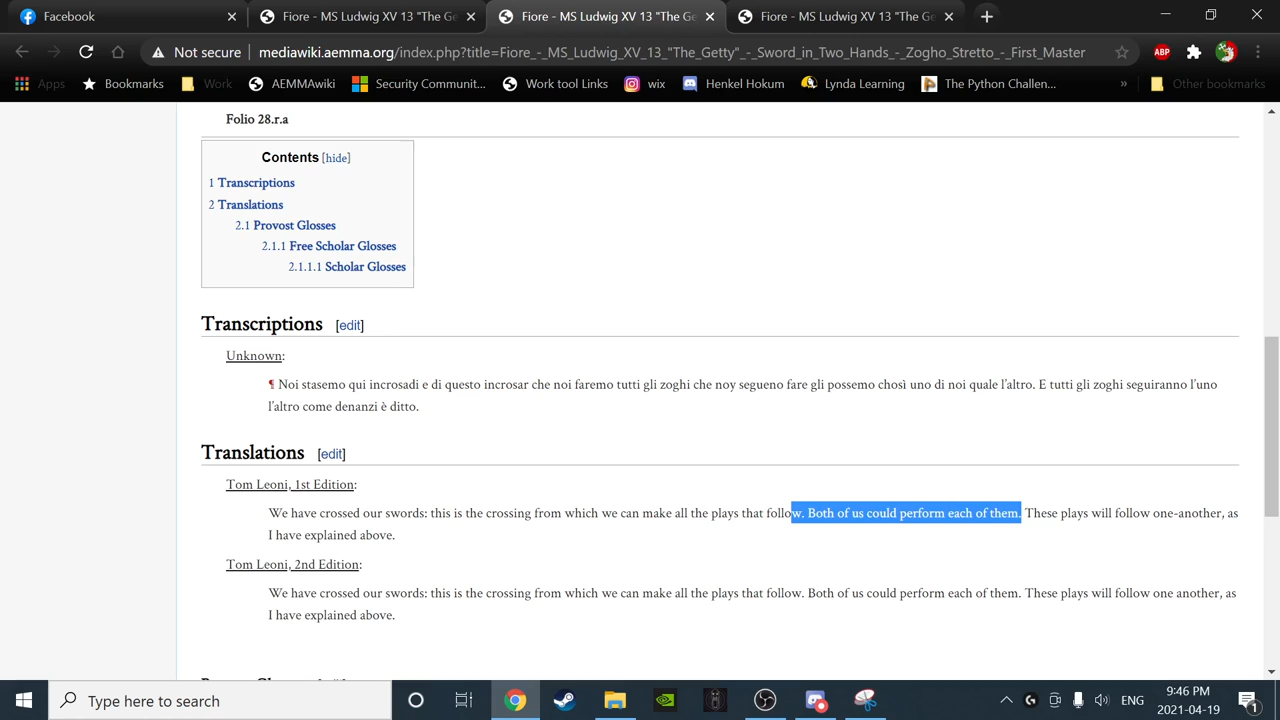 Facebook
Fiore - MS Ludwig XV 13 "The G
Fiore - MS Ludwig XV 13 "The Ge
Fiore - MS Ludwig XV 13 "The Ge
Not secure
mediawiki.aemma.org/index.php?title=Fiore_-_MS_Ludwig_XV_13_"The_Getty"_-_Sword_in_Two_Hands_-_Zogho_Stretto_-_First_Master
ABP
Apps
Bookmarks
Work
AEMMAwiki
Security Communit...
Work tool Links
wix
Henkel Hokum
Lynda Learning
The Python Challen...
»
Other bookmarks
Folio 28.r.a
Contents [hide]
1 Transcriptions
2 Translations
2.1 Provost Glosses
2.1.1 Free Scholar Glosses
2.1.1.1 Scholar Glosses
Transcriptions [edit]
Unknown:
¶ Noi stasemo qui incrosadi e di questo incrosar che noi faremo tutti gli zoghi che noy segueno fare gli possemo chosì uno di noi quale l'altro. E tutti gli zoghi seguiranno l'uno
l'altro come denanzi è ditto.
Translations [edit]
Tom Leoni, 1st Edition:
We have crossed our swords: this is the crossing from which we can make all the plays that follow. Both of us could perform each of them. These plays will follow one-another, as
I have explained above.
Tom Leoni, 2nd Edition:
We have crossed our swords: this is the crossing from which we can make all the plays that follow. Both of us could perform each of them. These plays will follow one another, as
I have explained above.
Type here to search
ENG
9:46 PM
2021-04-19
1